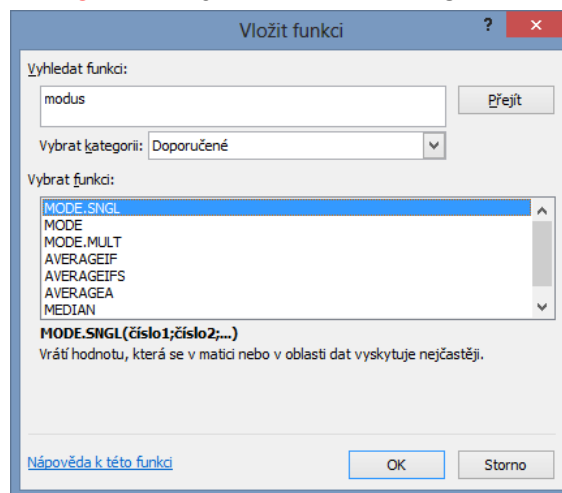 Vložit funkci ? ×
Vyhledat funkci:
modus
Přejít
Vybrat kategorii: Doporučené
Vybrat funkci:
MODE.SNGL
MODE
MODE.MULT
AVERAGEIF
AVERAGEIFS
AVERAGEA
MEDIAN
MODE.SNGL(číslo1;číslo2;...)
Vrátí hodnotu, která se v matici nebo v oblasti dat vyskytuje nejčastěji.
Nápověda k této funkci
OK Storno